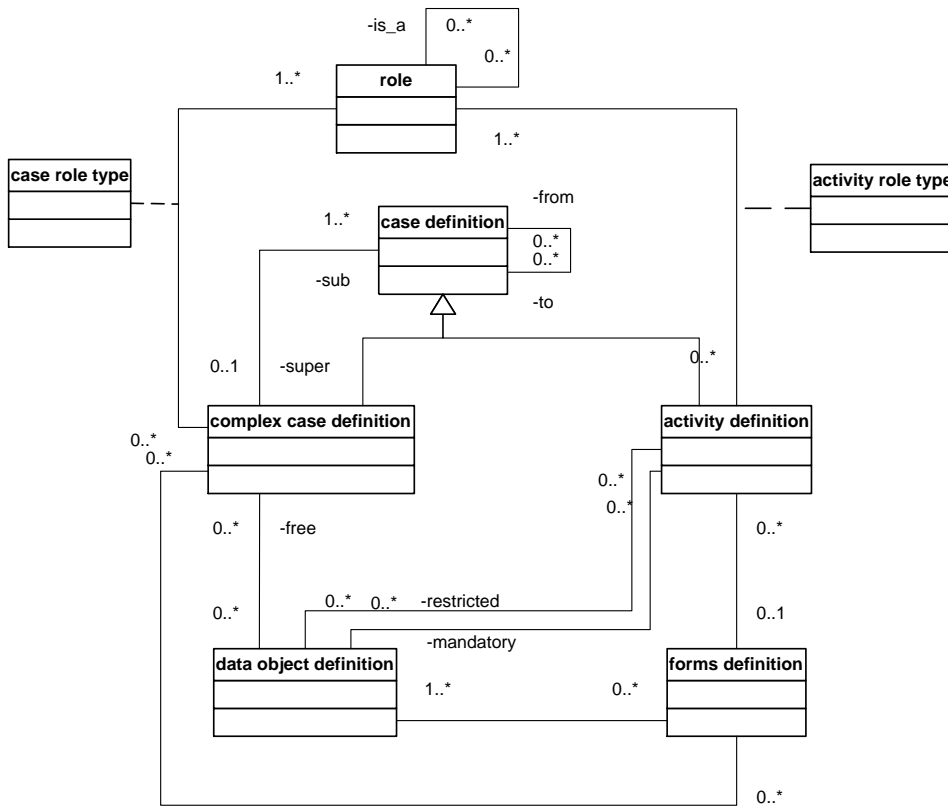 -is_a
0..*
0..*
1..*
role
1..*
case role type
activity role type
-from
1..*
case definition
0..*
0..*
-sub
-to
0..1
-super
0..*
complex case definition
activity definition
0..*
0..*
0..*
0..*
0..*
-free
0..*
0..*
0..*
0..*
-restricted
0..1
-mandatory
data object definition
forms definition
1..*
0..*
0..*